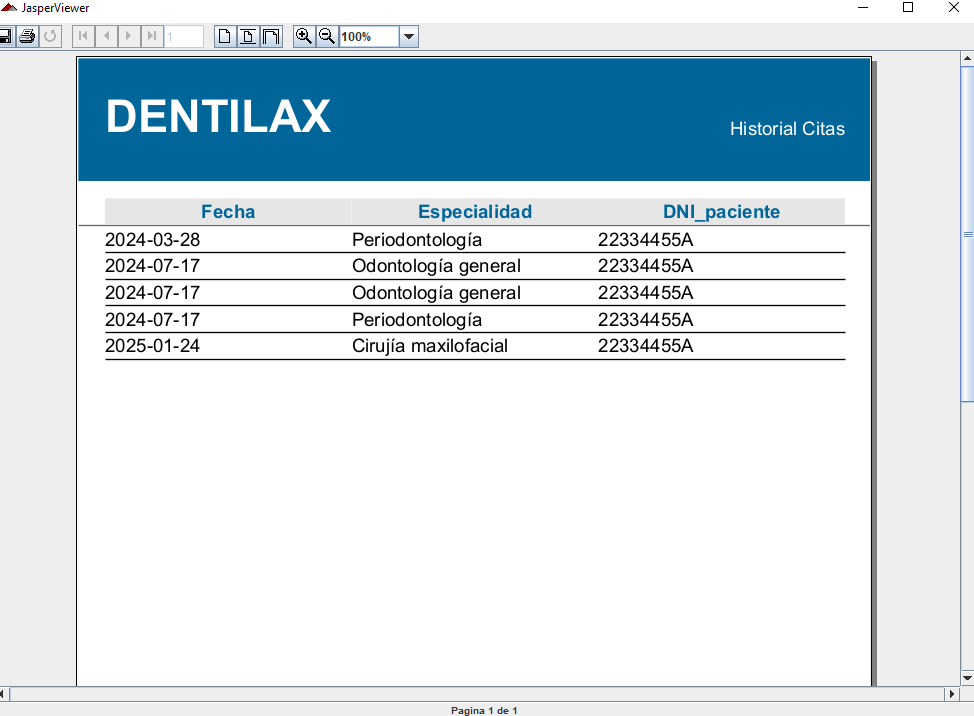 JasperViewer
1
100%
DENTILAX
Historial Citas
Fecha Especialidad DNI_paciente
2024-03-28 Periodontología 22334455A
2024-07-17 Odontología general 22334455A
2024-07-17 Odontología general 22334455A
2024-07-17 Periodontología 22334455A
2025-01-24 Cirujía maxilofacial 22334455A
Pagina 1 de 1